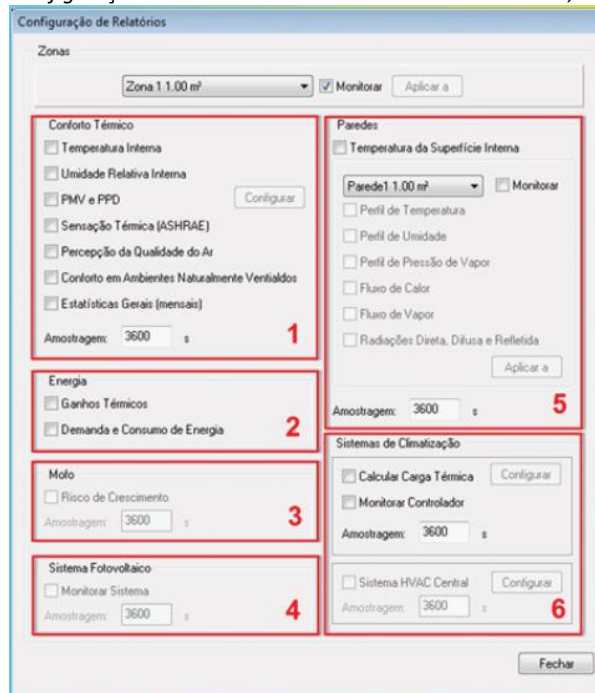 Configuração de Relatórios
Zonas
Zona 1 1.00 m²
Monitorar
Aplicar a
Conforto Térmico
Temperatura Interna
Umidade Relativa Interna
PMV e PPD
Configurar
Sensação Térmica (ASHRAE)
Percepção da Qualidade do Ar
Conforto em Ambientes Naturalmente Ventialdos
Estatísticas Gerais (mensais)
Amostragem: 3600 s
1
Energia
Ganhos Térmicos
Demanda e Consumo de Energia
2
Mofo
Risco de Crescimento
Amostragem: 3600 s
3
Sistema Fotovoltaico
Monitorar Sistema
Amostragem: 3600 s
4
Paredes
Temperatura da Superfície Interna
Parede1 1.00 m²
Monitorar
Perfil de Temperatura
Perfil de Umidade
Perfil de Pressão de Vapor
Fluxo de Calor
Fluxo de Vapor
Radiações Direta, Difusa e Refletida
Aplicar a
Amostragem: 3600 s
5
Sistemas de Climatização
Calcular Carga Térmica
Configurar
Monitorar Controlador
Amostragem: 3600 s
Sistema HVAC Central
Configurar
Amostragem: 3600 s
6
Fechar